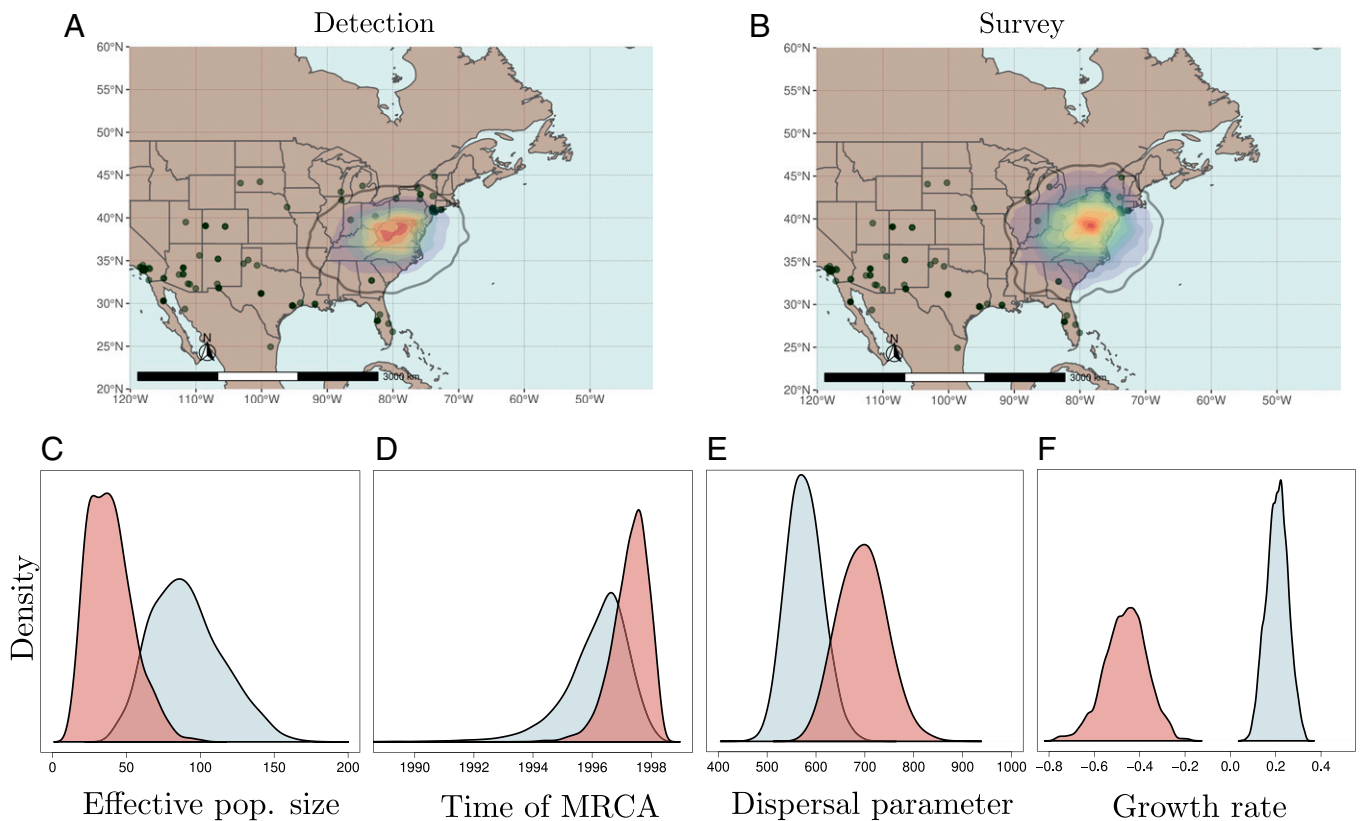 A Detection
60°N
55°N
50°N
45°N
40°N
35°N
30°N
25°N
20°N
N
3000 km
120°W 110°W 100°W 90°W 80°W 70°W 60°W 50°W
B Survey
60°N
55°N
50°N
45°N
40°N
35°N
30°N
25°N
20°N
N
3000 km
120°W 110°W 100°W 90°W 80°W 70°W 60°W 50°W
Density
C
0 50 100 150 200
Effective pop. size
D
1990 1992 1994 1996 1998
Time of MRCA
E
400 500 600 700 800 900 1000
Dispersal parameter
F
−0.8 −0.6 −0.4 −0.2 0.0 0.2 0.4
Growth rate